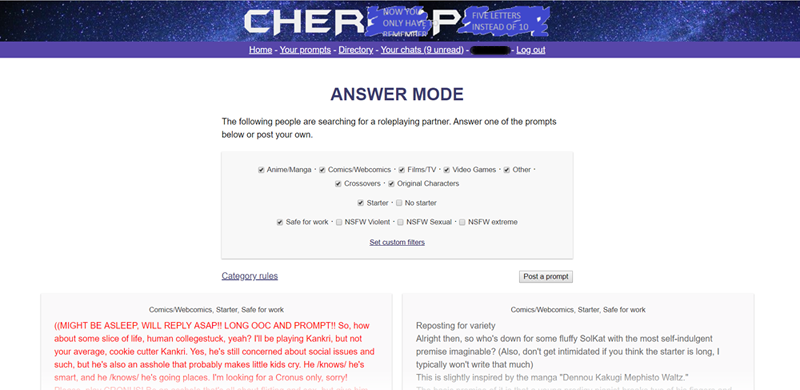 CHER P
NOW YOU
ONLY HAVE
REMEMBER
FIVE LETTERS
INSTEAD OF 10
Home - Your prompts - Directory - Your chats (9 unread) - - Log out
ANSWER MODE
The following people are searching for a roleplaying partner. Answer one of the prompts
below or post your own.
Anime/Manga · Comics/Webcomics · Films/TV · Video Games · Other ·
Crossovers · Original Characters
Starter · No starter
Safe for work · NSFW Violent · NSFW Sexual · NSFW extreme
Set custom filters
Category rules
Post a prompt
Comics/Webcomics, Starter, Safe for work
((MIGHT BE ASLEEP, WILL REPLY ASAP!! LONG OOC AND PROMPT!! So, how
about some slice of life, human collegestuck, yeah? I'll be playing Kankri, but not
your average, cookie cutter Kankri. Yes, he's still concerned about social issues and
such, but he's also an asshole that probably makes little kids cry. He /knows/ he's
smart, and he /knows/ he's going places. I'm looking for a Cronus only, sorry!
Comics/Webcomics, Starter, Safe for work
Reposting for variety
Alright then, so who's down for some fluffy SolKat with the most self-indulgent
premise imaginable? (Also, don't get intimidated if you think the starter is long, I
typically won't write that much)
This is slightly inspired by the manga "Dennou Kakugi Mephisto Waltz."